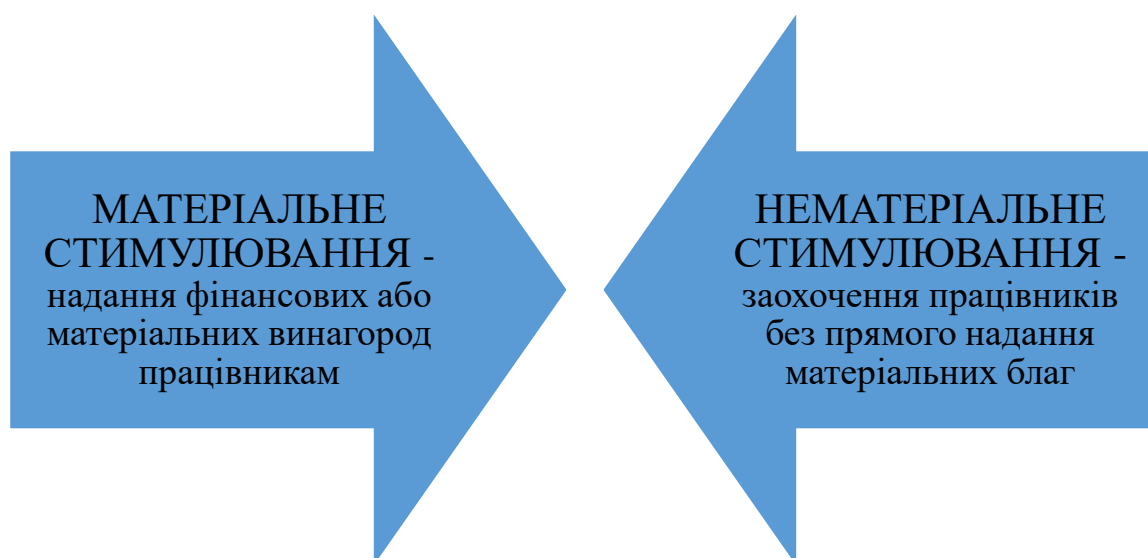 МАТЕРІАЛЬНЕ
СТИМУЛЮВАННЯ -
надання фінансових або
матеріальних винагород
працівникам
НЕМАТЕРІАЛЬНЕ
СТИМУЛЮВАННЯ -
заохочення працівників
без прямого надання
матеріальних благ